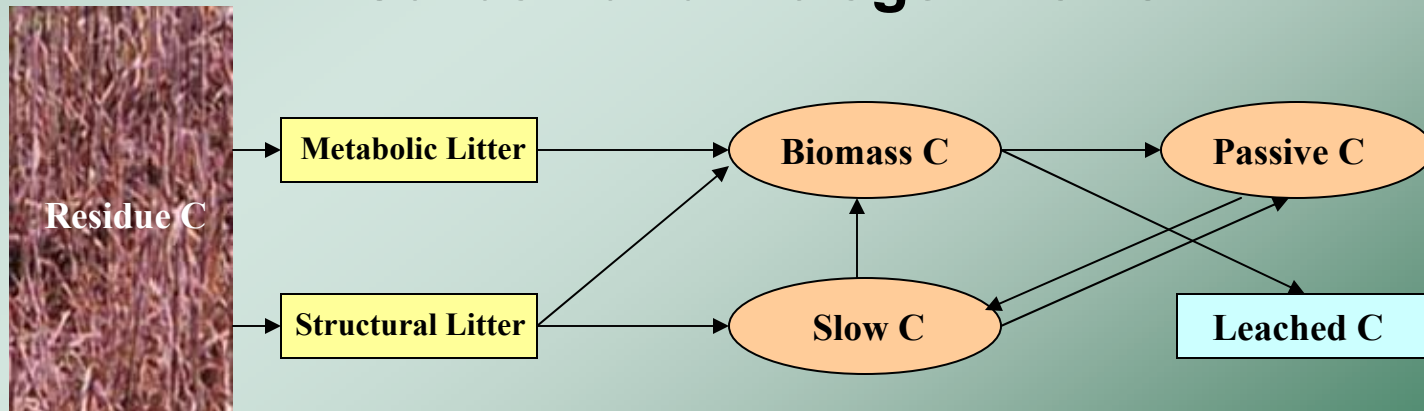 Metabolic Litter
Biomass C
Passive C
Residue C
Structural Litter
Slow C
Leached C